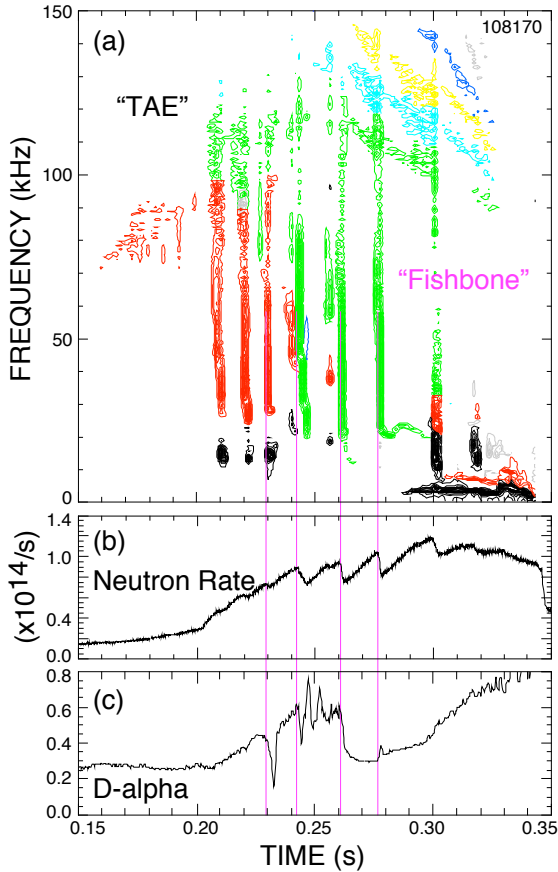 150
(a)
108170
"TAE"
100
FREQUENCY (kHz)
"Fishbone"
50
0
1.4
(b)
1.0
Neutron Rate
(x10^14/s)
0.4
0.0
0.8
(c)
0.6
0.4
D-alpha
0.2
0.0
0.15 0.20 0.25 0.30 0.35
TIME (s)